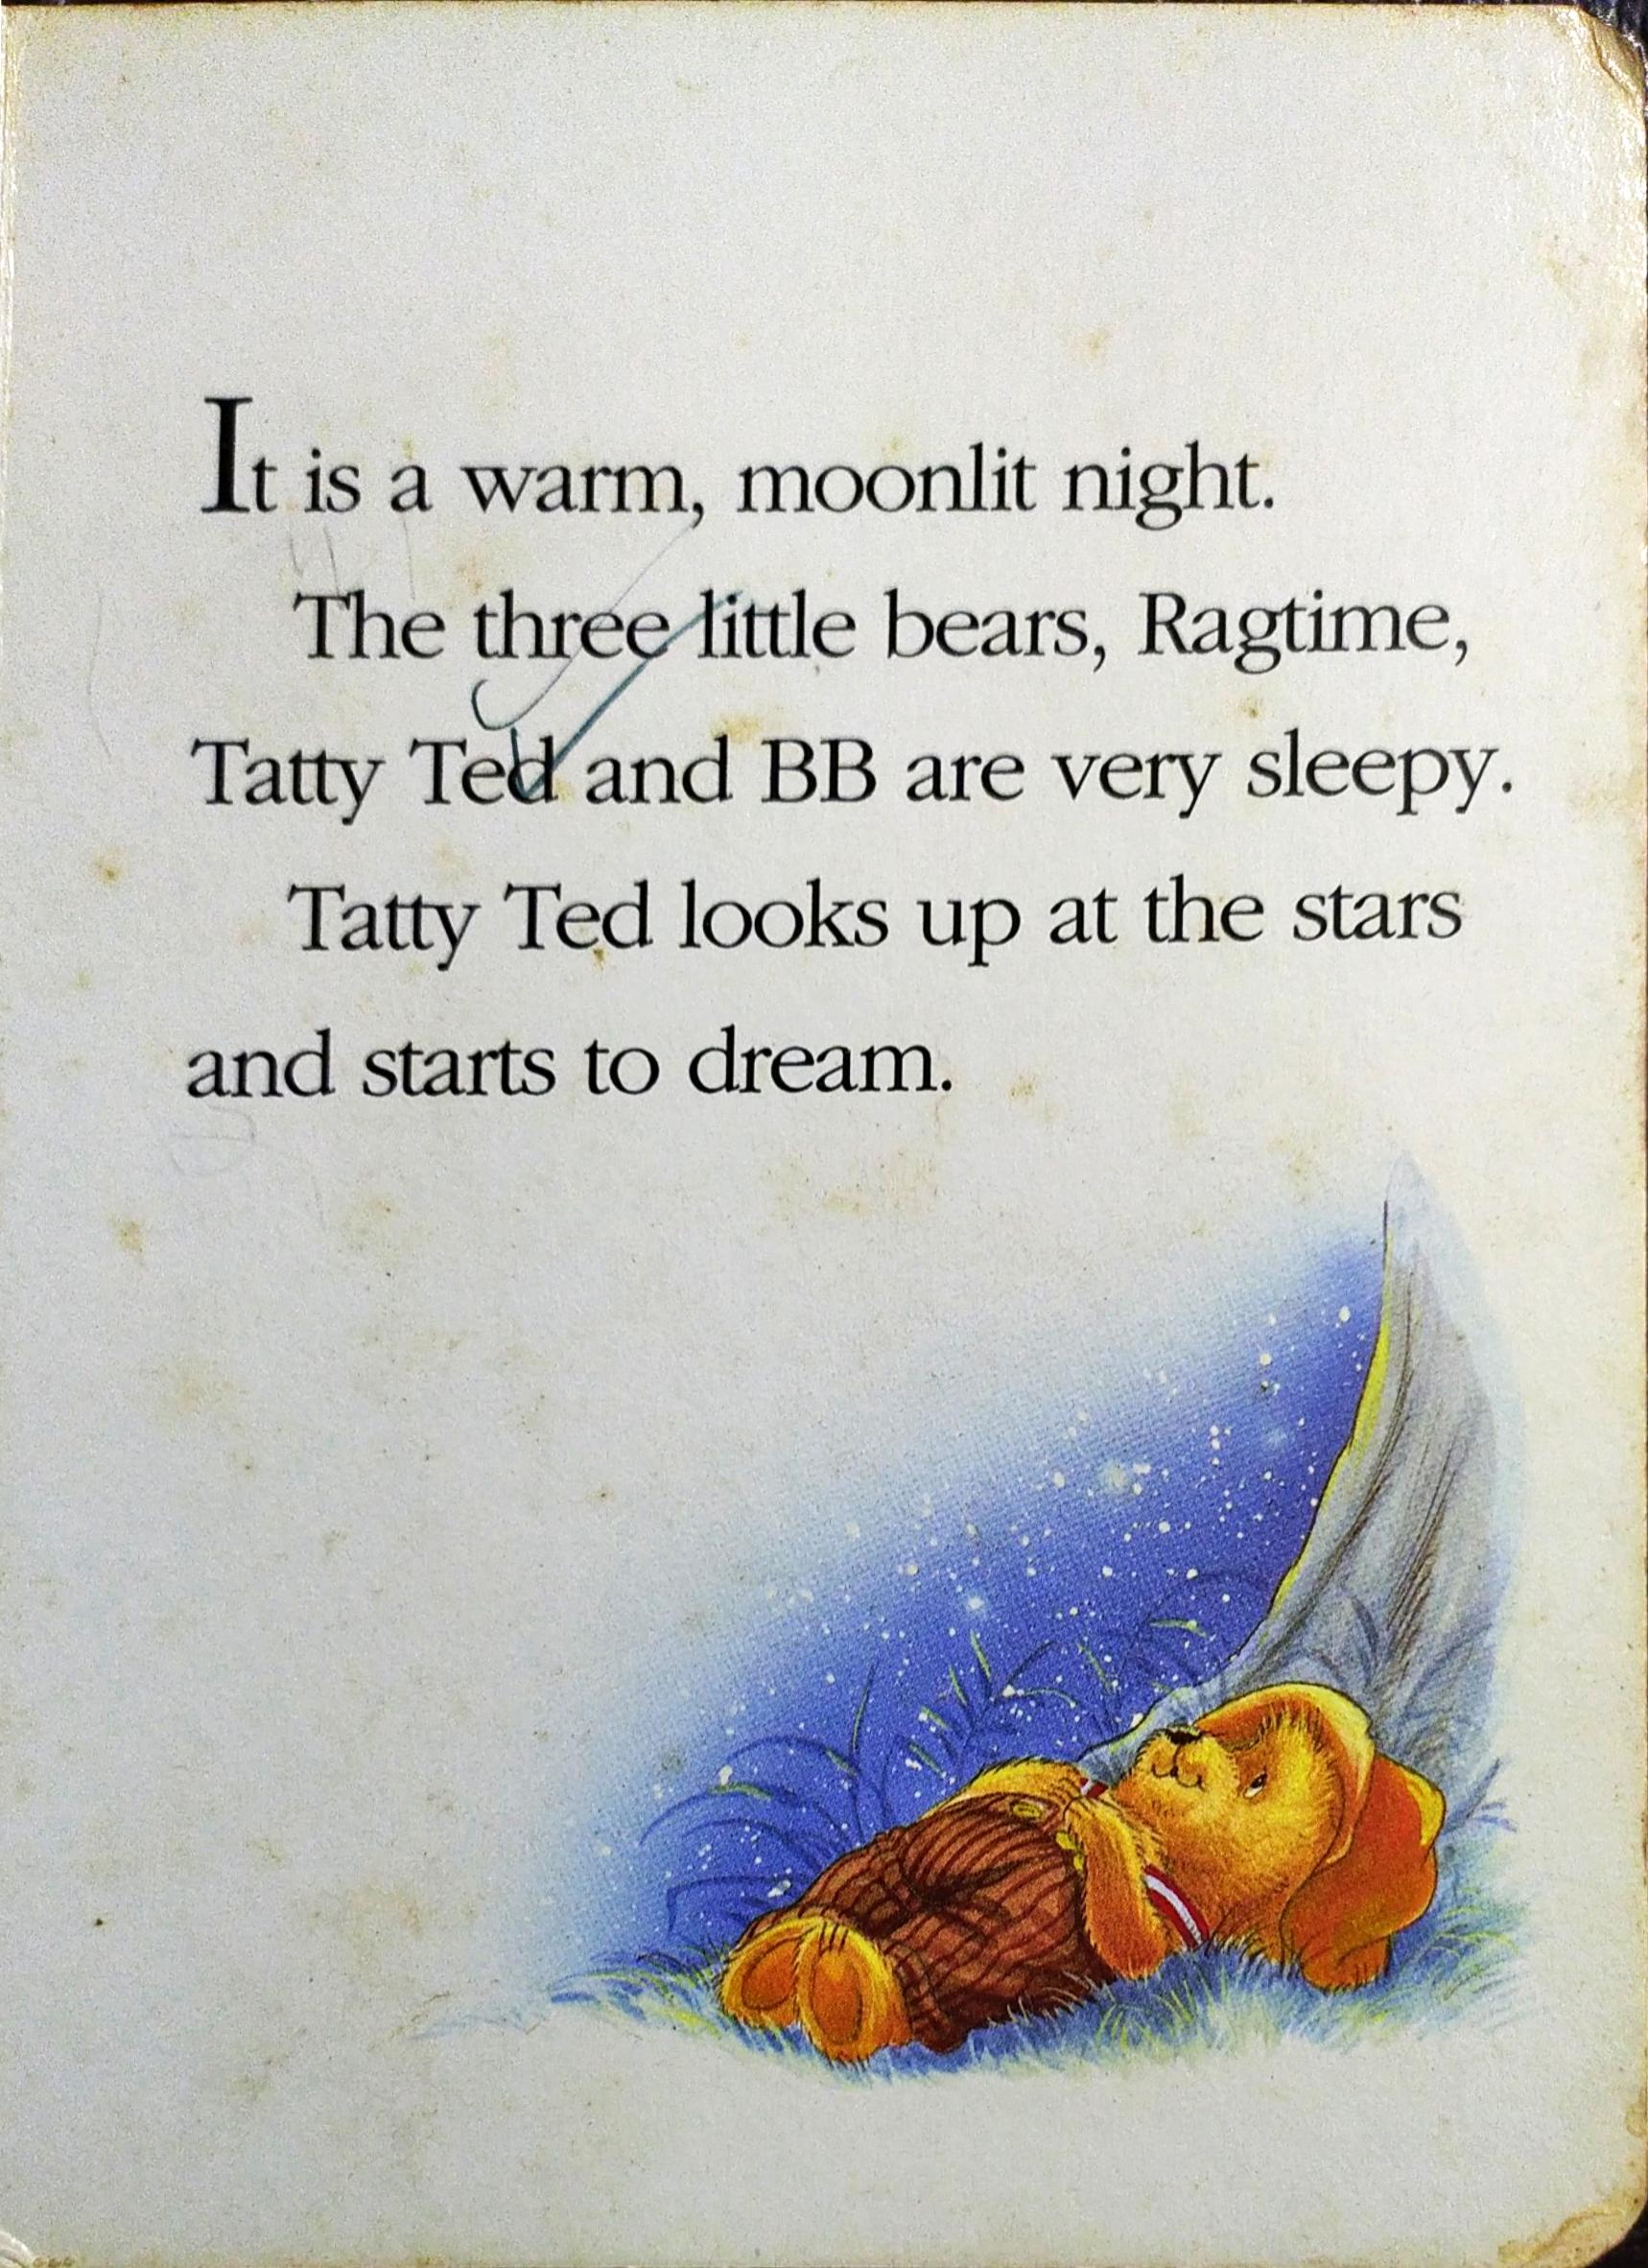 It is a warm, moonlit night.
The three little bears, Ragtime,
Tatty Ted and BB are very sleepy.
Tatty Ted looks up at the stars
and starts to dream.